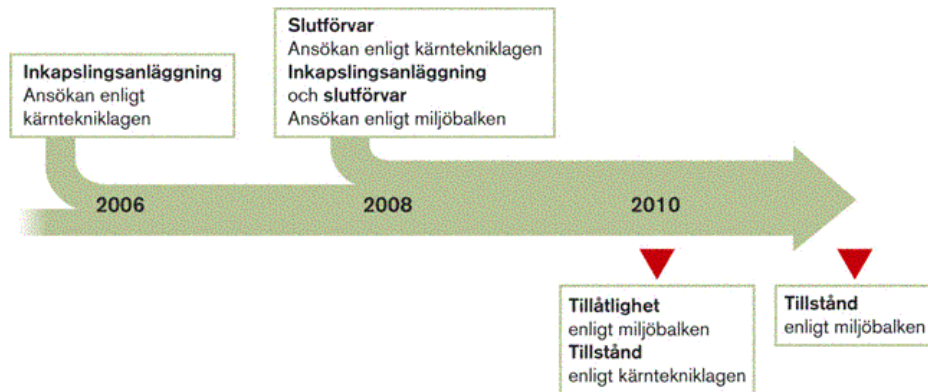 Inkapslingsanläggning
Ansökan enligt
kärntekniklagen
Slutförvar
Ansökan enligt kärntekniklagen
Inkapslingsanläggning
och slutförvar
Ansökan enligt miljöbalken
2006
2008
2010
Tillåtlighet
enligt miljöbalken
Tillstånd
enligt kärntekniklagen
Tillstånd
enligt miljöbalken